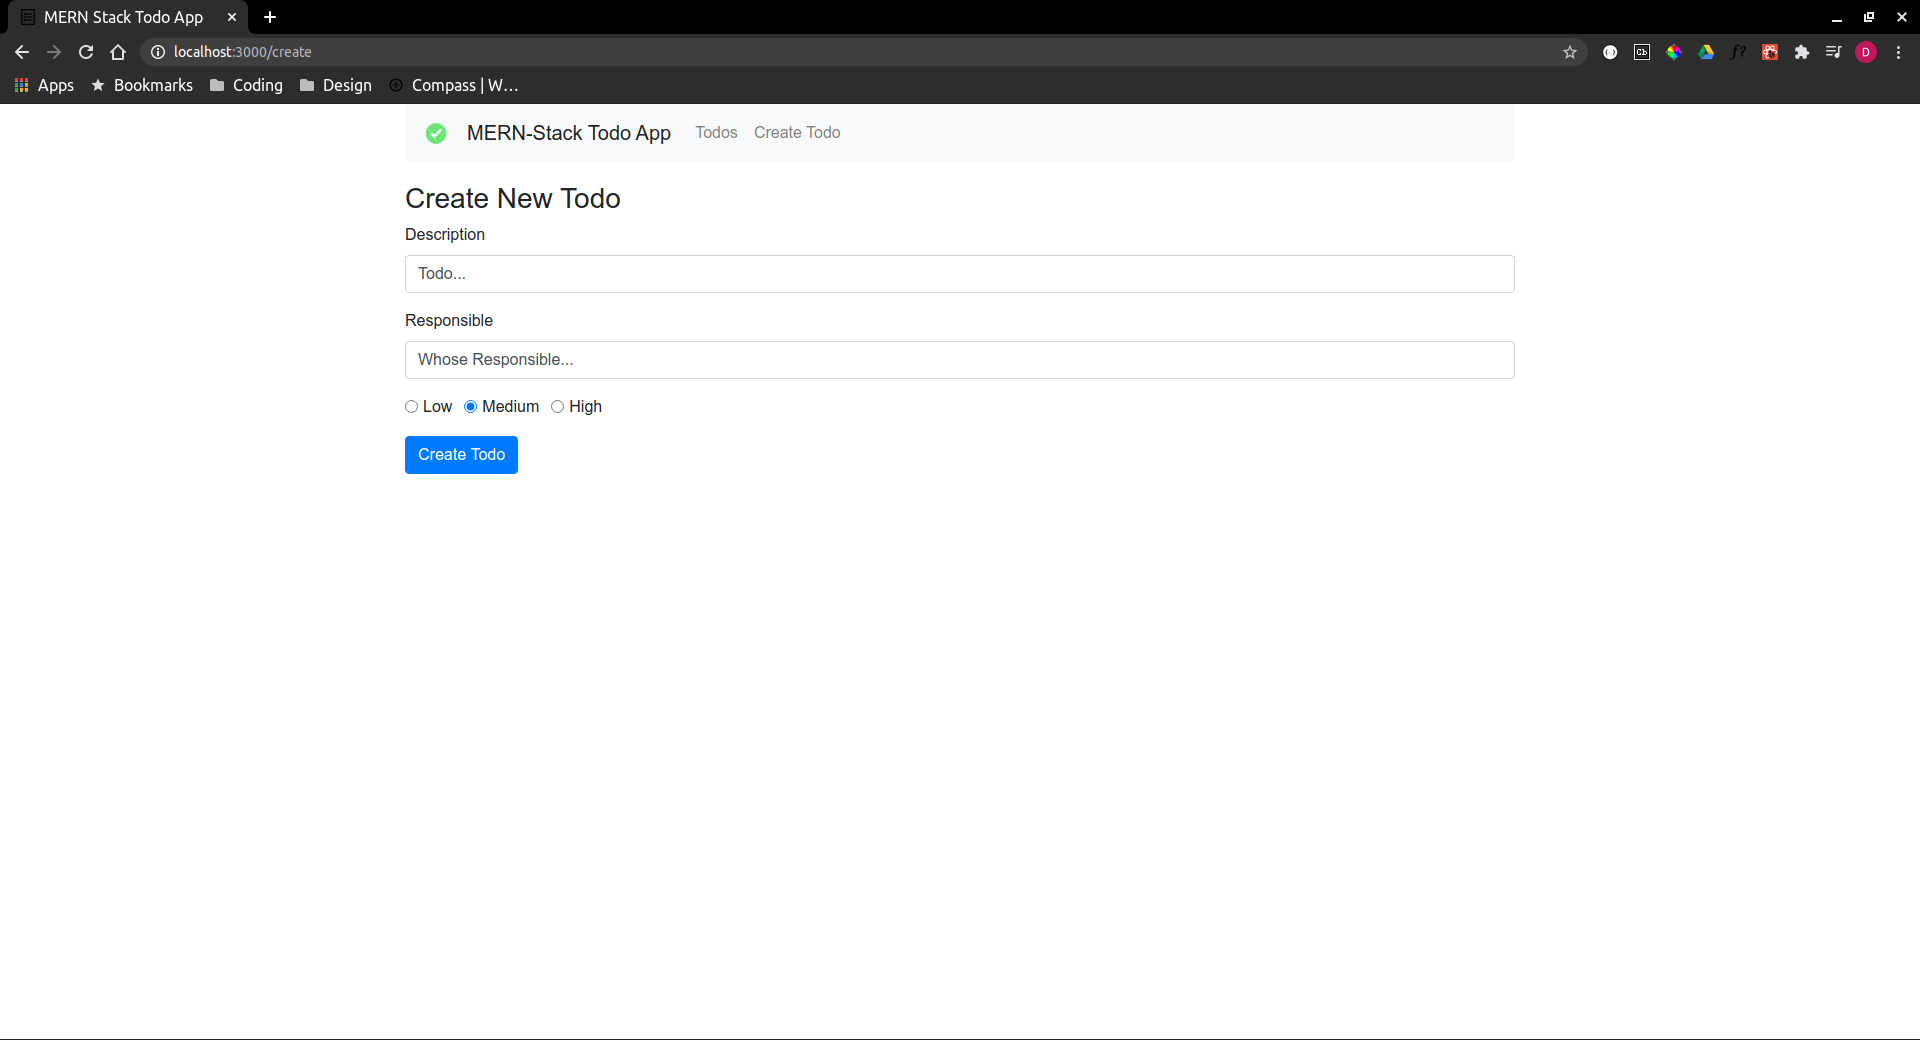 MERN Stack Todo App
localhost:3000/create
Apps Bookmarks Coding Design Compass | W...
MERN-Stack Todo App Todos Create Todo
Create New Todo
Description
Todo...
Responsible
Whose Responsible...
Low Medium High
Create Todo